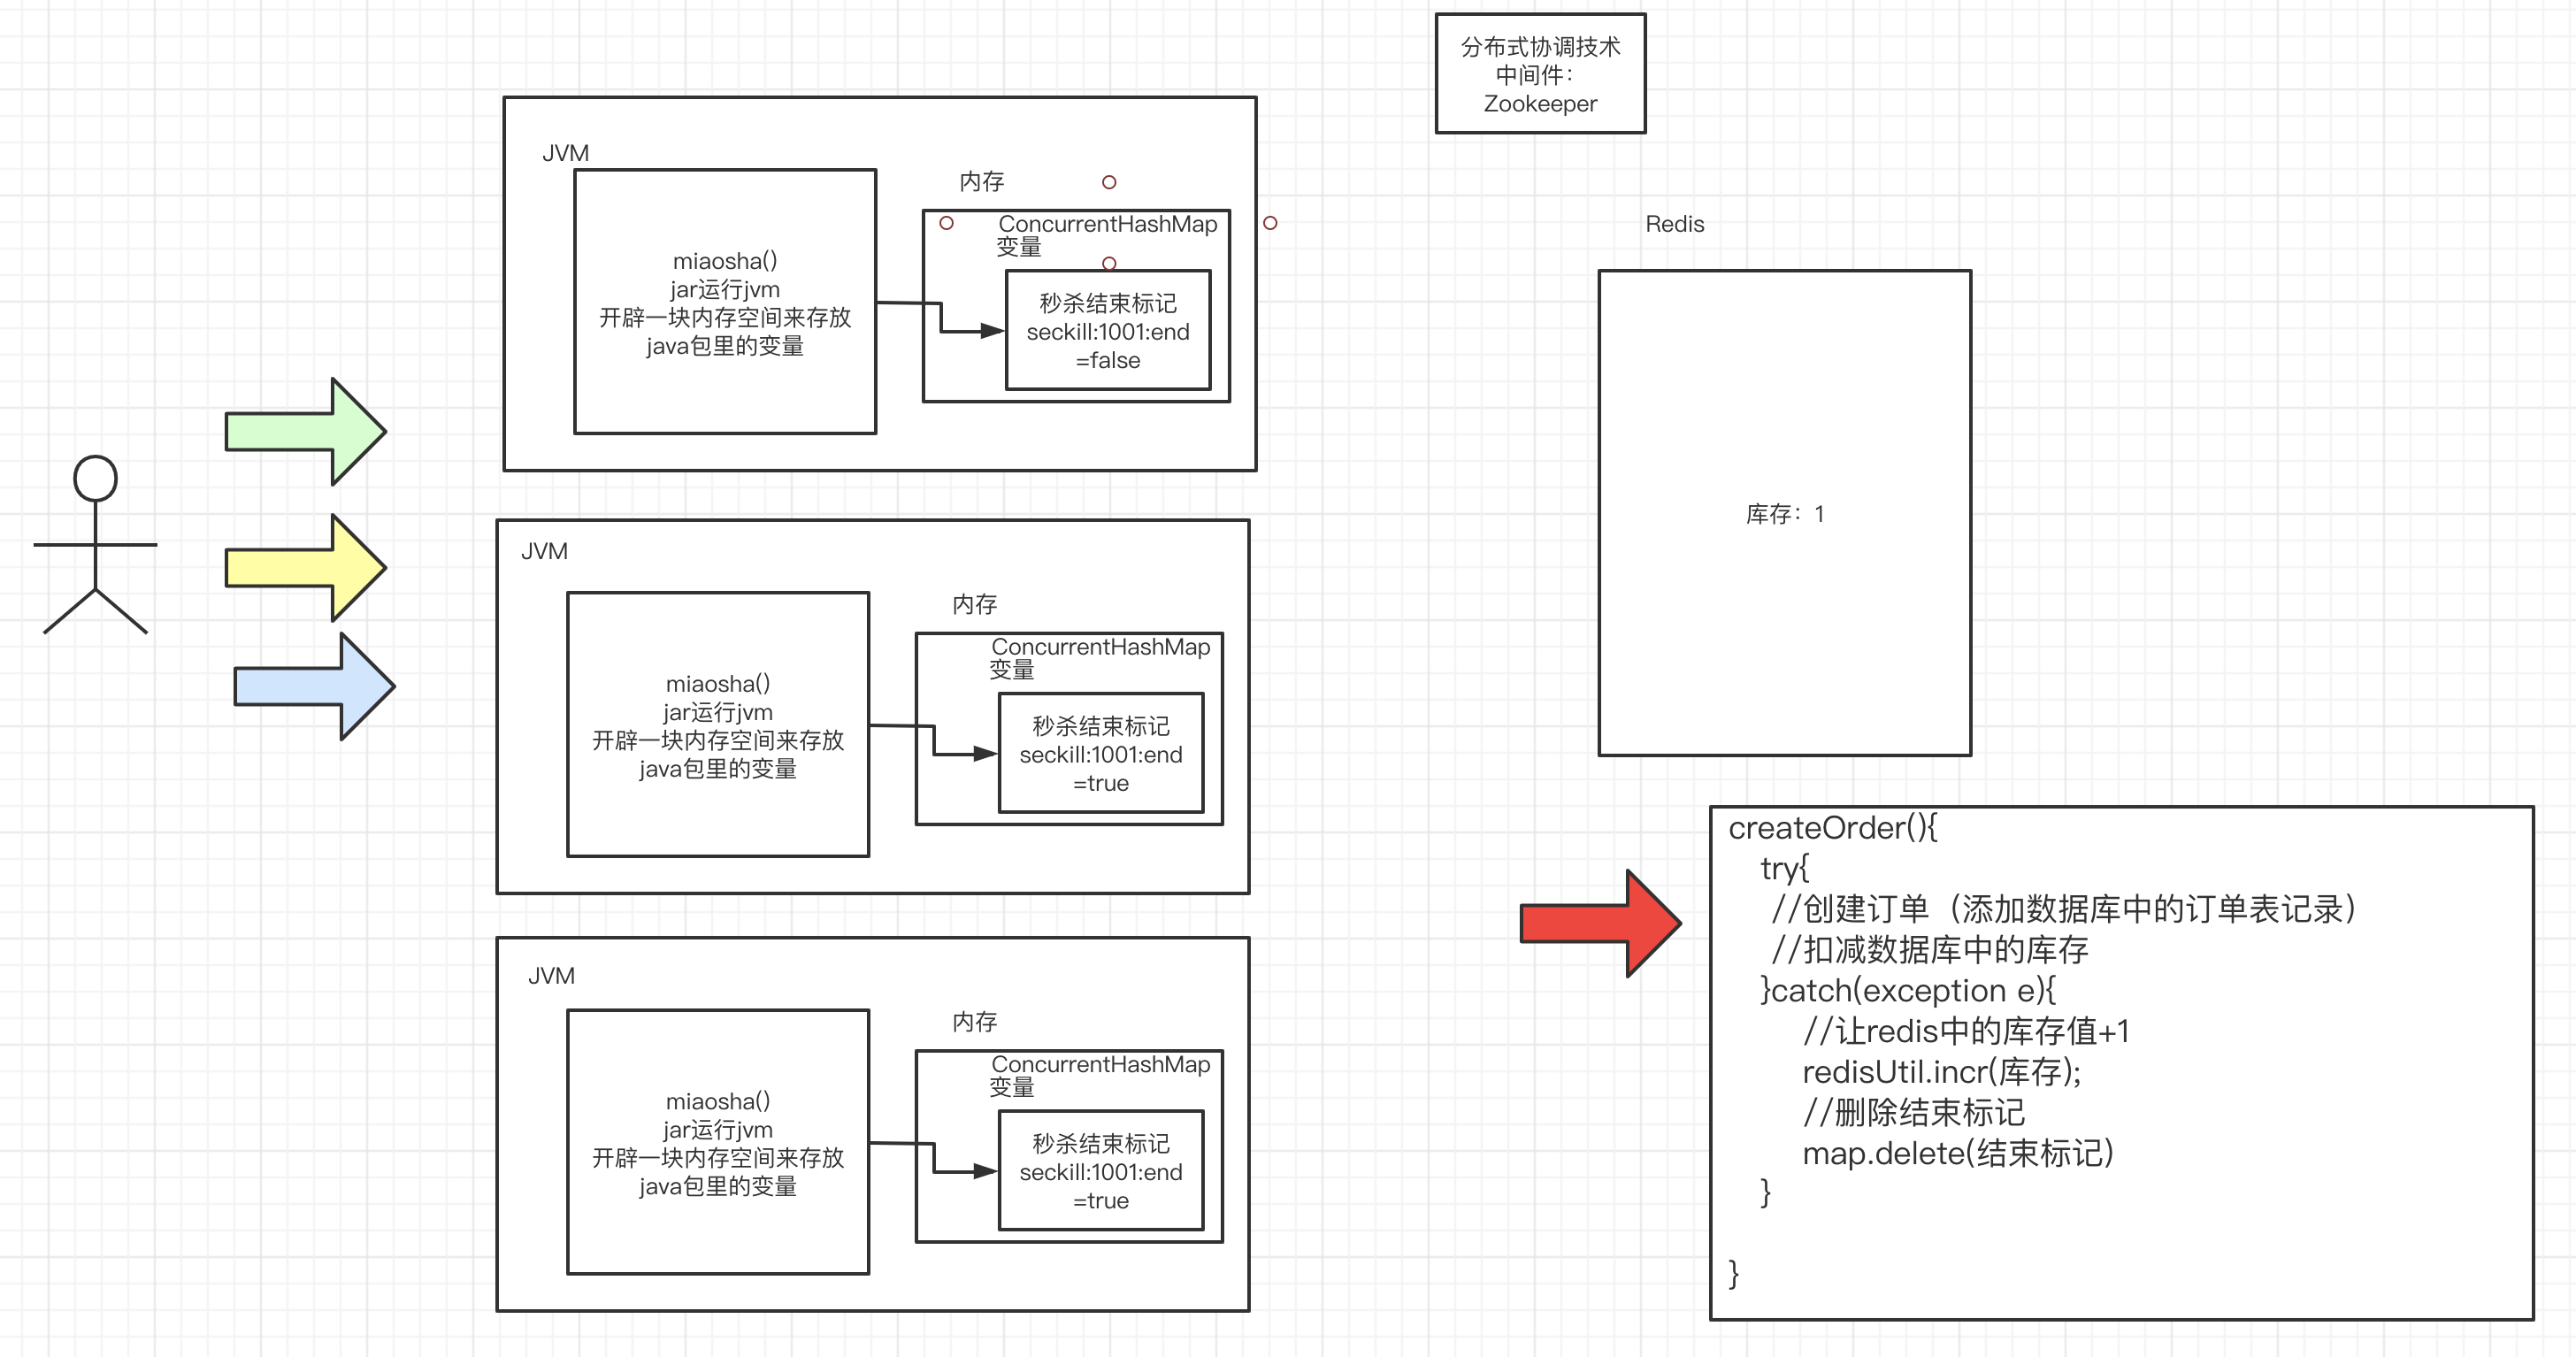 分布式协调技术
中间件：
Zookeeper
JVM
miaosha()
jar运行jvm
开辟一块内存空间来存放
java包里的变量
内存
ConcurrentHashMap
变量
秒杀结束标记
seckill:1001:end
=false
Redis
库存：1
JVM
miaosha()
jar运行jvm
开辟一块内存空间来存放
java包里的变量
内存
ConcurrentHashMap
变量
秒杀结束标记
seckill:1001:end
=true
JVM
miaosha()
jar运行jvm
开辟一块内存空间来存放
java包里的变量
内存
ConcurrentHashMap
变量
秒杀结束标记
seckill:1001:end
=true
createOrder(){
try{
//创建订单（添加数据库中的订单表记录）
//扣减数据库中的库存
}catch(exception e){
//让redis中的库存值+1
redisUtil.incr(库存);
//删除结束标记
map.delete(结束标记)
}
}